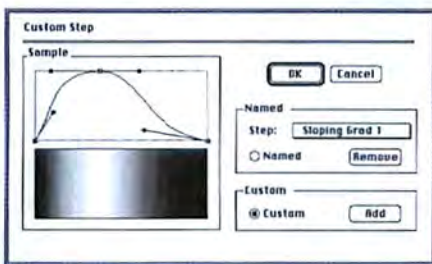 Custom Step
Sample
OK Cancel
Named
Step: Sloping Grad 1
Named Remove
Custom
Custom Add